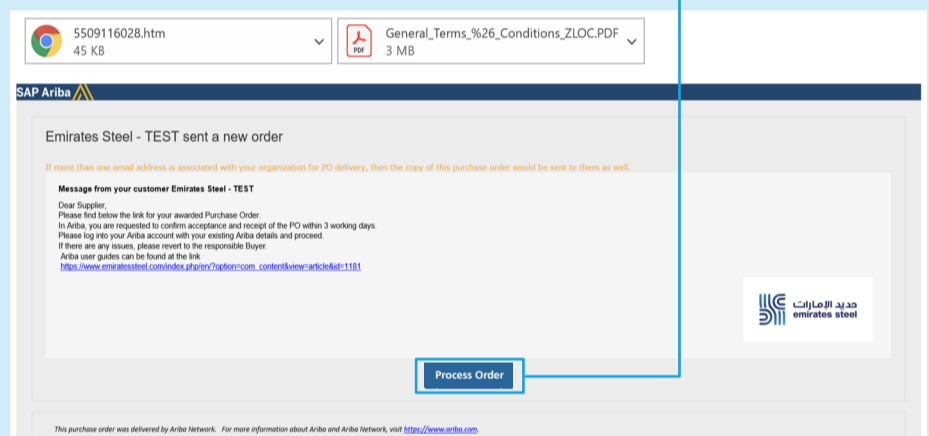 5509116028.htm
45 KB
General_Terms_%26_Conditions_ZLOC.PDF
3 MB
PDF
SAP Ariba
Emirates Steel - TEST sent a new order
If more than one email address is associated with your organization for PO delivery, then the copy of this purchase order would be sent to them as well.
Message from your customer Emirates Steel - TEST
Dear Supplier,
Please find below the link for your awarded Purchase Order.
In Ariba, you are requested to confirm acceptance and receipt of the PO within 3 working days.
Please log into your Ariba account with your existing Ariba details and proceed.
If there are any issues, please revert to the responsible Buyer.
Ariba user guides can be found at the link
https://www.emiratessteel.com/index.php/en/?option=com_content&view=article&id=1181
حديد الإمارات
emirates steel
Process Order
This purchase order was delivered by Ariba Network. For more information about Ariba and Ariba Network, visit https://www.ariba.com.